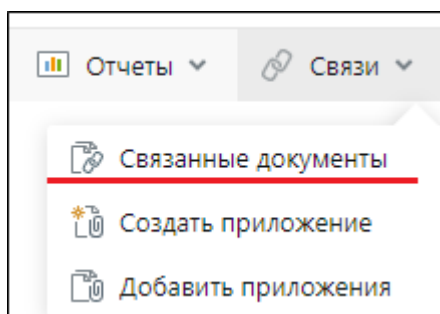 Отчеты Связи
Связанные документы
Создать приложение
Добавить приложения